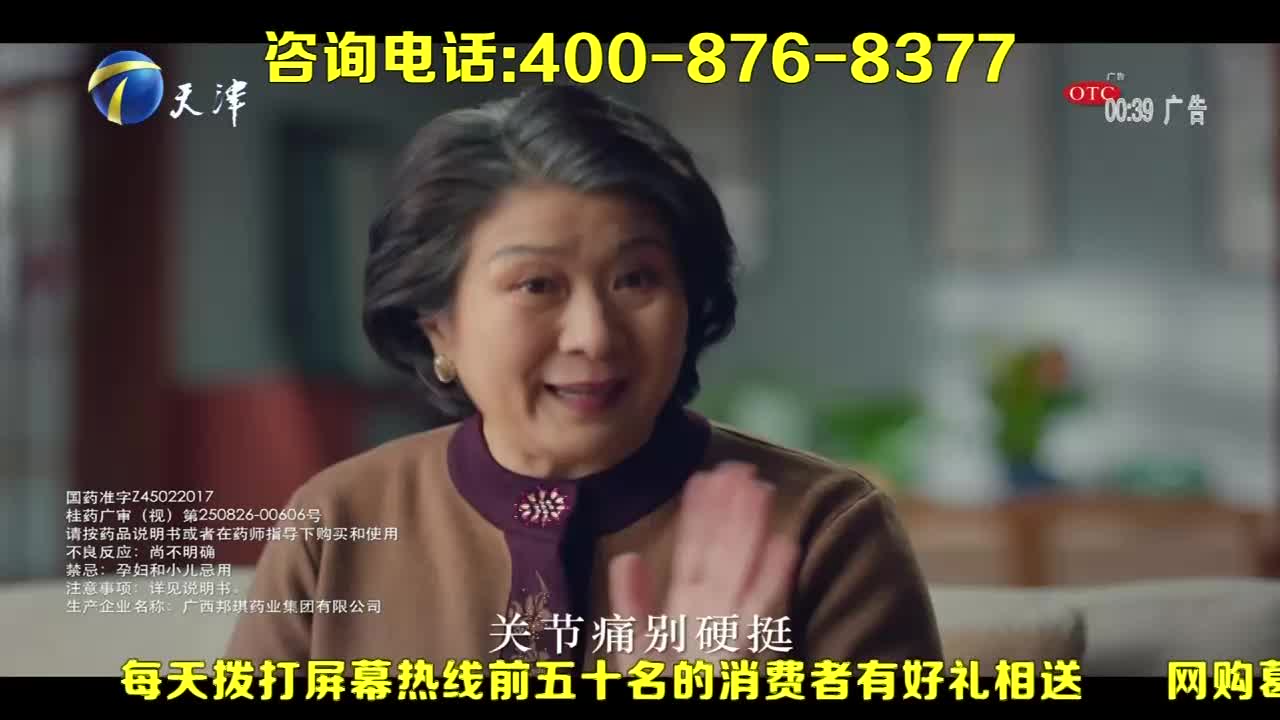 咨询电话:400-876-8377
天津
广告
OTC
00:39 广告
国药准字Z45022017
桂药广审（视）第250826-00606号
请按药品说明书或者在药师指导下购买和使用
不良反应：尚不明确
禁忌：孕妇和小儿忌用
注意事项：详见说明书。
生产企业名称：广西邦琪药业集团有限公司
关节痛别硬挺
每天拨打屏幕热线前五十名的消费者有好礼相送 网购葛